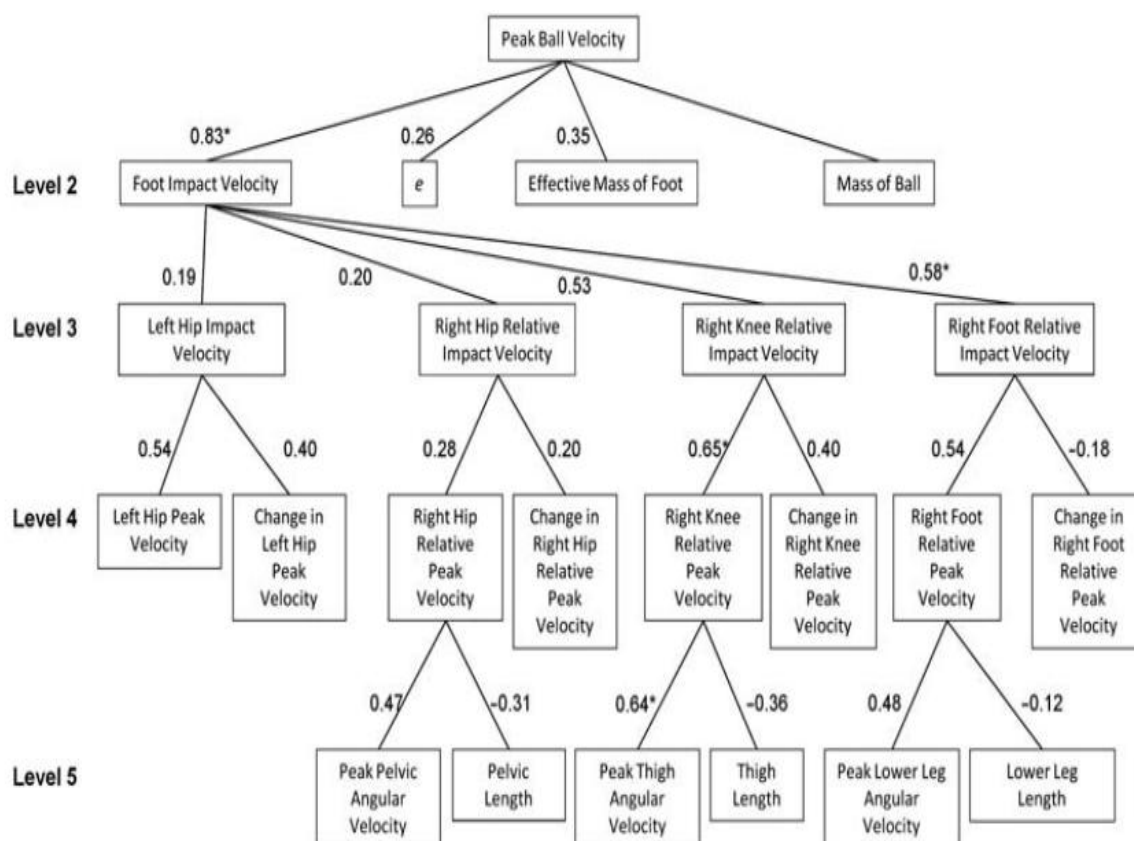 Peak Ball Velocity
0.83*
0.26
0.35
Level 2
Foot Impact Velocity
e
Effective Mass of Foot
Mass of Ball
0.19
0.20
0.53
0.58*
Level 3
Left Hip Impact
Velocity
Right Hip Relative
Impact Velocity
Right Knee Relative
Impact Velocity
Right Foot Relative
Impact Velocity
0.54
0.40
0.28
0.20
0.65*
0.40
0.54
-0.18
Level 4
Left Hip Peak
Velocity
Change in
Left Hip
Peak
Velocity
Right Hip
Relative
Peak
Velocity
Change in
Right Hip
Relative
Peak
Velocity
Right Knee
Relative
Peak
Velocity
Change in
Right Knee
Relative
Peak
Velocity
Right Foot
Relative
Peak
Velocity
Change in
Right Foot
Relative
Peak
Velocity
0.47
-0.31
0.64*
-0.36
0.48
-0.12
Level 5
Peak Pelvic
Angular
Velocity
Pelvic
Length
Peak Thigh
Angular
Velocity
Thigh
Length
Peak Lower Leg
Angular
Velocity
Lower Leg
Length